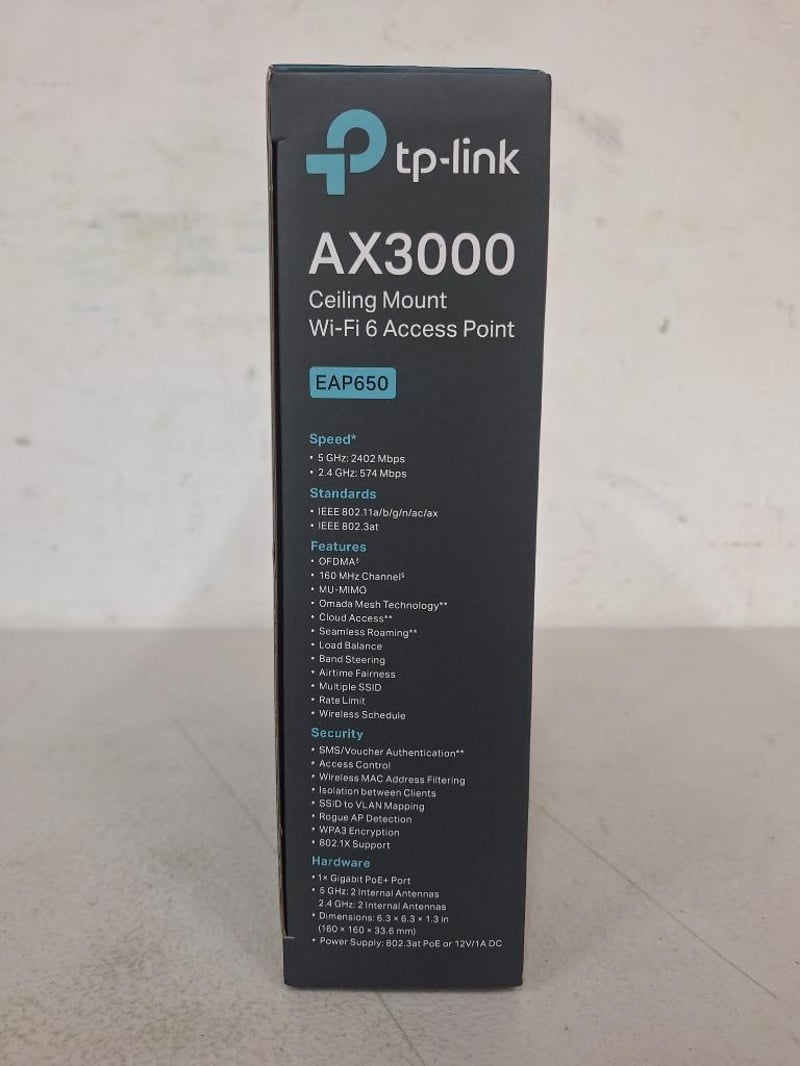 tp-link
AX3000
Ceiling Mount
Wi-Fi 6 Access Point
EAP650
Speed*
• 5 GHz: 2402 Mbps
• 2.4 GHz: 574 Mbps
Standards
• IEEE 802.11a/b/g/n/ac/ax
• IEEE 802.3at
Features
• OFDMA§
• 160 MHz Channel§
• MU-MIMO
• Omada Mesh Technology**
• Cloud Access**
• Seamless Roaming**
• Load Balance
• Band Steering
• Airtime Fairness
• Multiple SSID
• Rate Limit
• Wireless Schedule
Security
• SMS/Voucher Authentication**
• Access Control
• Wireless MAC Address Filtering
• Isolation between Clients
• SSID to VLAN Mapping
• Rogue AP Detection
• WPA3 Encryption
• 802.1X Support
Hardware
• 1× Gigabit PoE+ Port
• 5 GHz: 2 Internal Antennas
2.4 GHz: 2 Internal Antennas
• Dimensions: 6.3 × 6.3 × 1.3 in
(160 × 160 × 33.6 mm)
• Power Supply: 802.3at PoE or 12V/1A DC